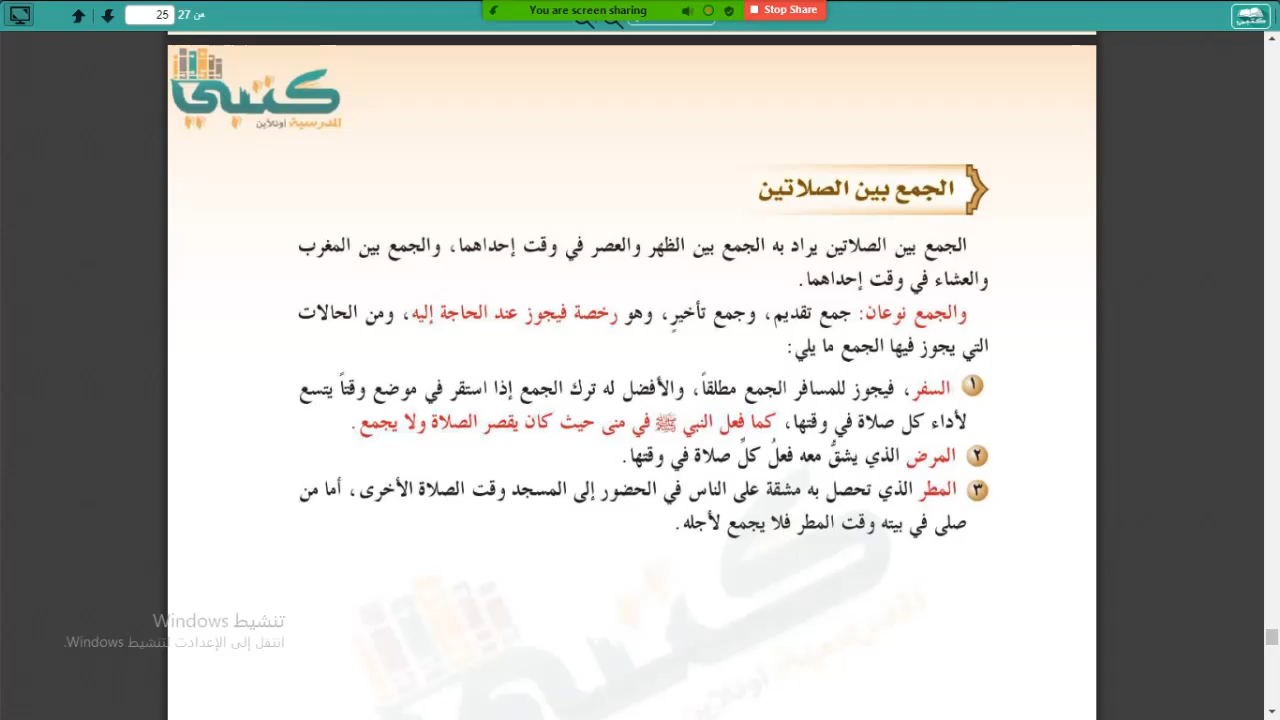 25 من 27
You are screen sharing
Stop Share
كتبي
كتبي
المدرسية اونلاين
الجمع بين الصلاتين
الجمع بين الصلاتين يراد به الجمع بين الظهر والعصر في وقت إحداهما، والجمع بين المغرب
والعشاء في وقت إحداهما.
والجمع نوعان: جمع تقديم، وجمع تأخيرٍ، وهو رخصة فيجوز عند الحاجة إليه، ومن الحالات
التي يجوز فيها الجمع ما يلي:
١ السفر، فيجوز للمسافر الجمع مطلقاً، والأفضل له ترك الجمع إذا استقر في موضع وقتاً يتسع
لأداء كل صلاة في وقتها، كما فعل النبي ﷺ في منى حيث كان يقصر الصلاة ولا يجمع.
٢ المرض الذي يشقُّ معه فعلُ كلِّ صلاة في وقتها.
٣ المطر الذي تحصل به مشقة على الناس في الحضور إلى المسجد وقت الصلاة الأخرى، أما من
صلى في بيته وقت المطر فلا يجمع لأجله.
تنشيط Windows
انتقل إلى الإعدادت لتنشيط Windows.